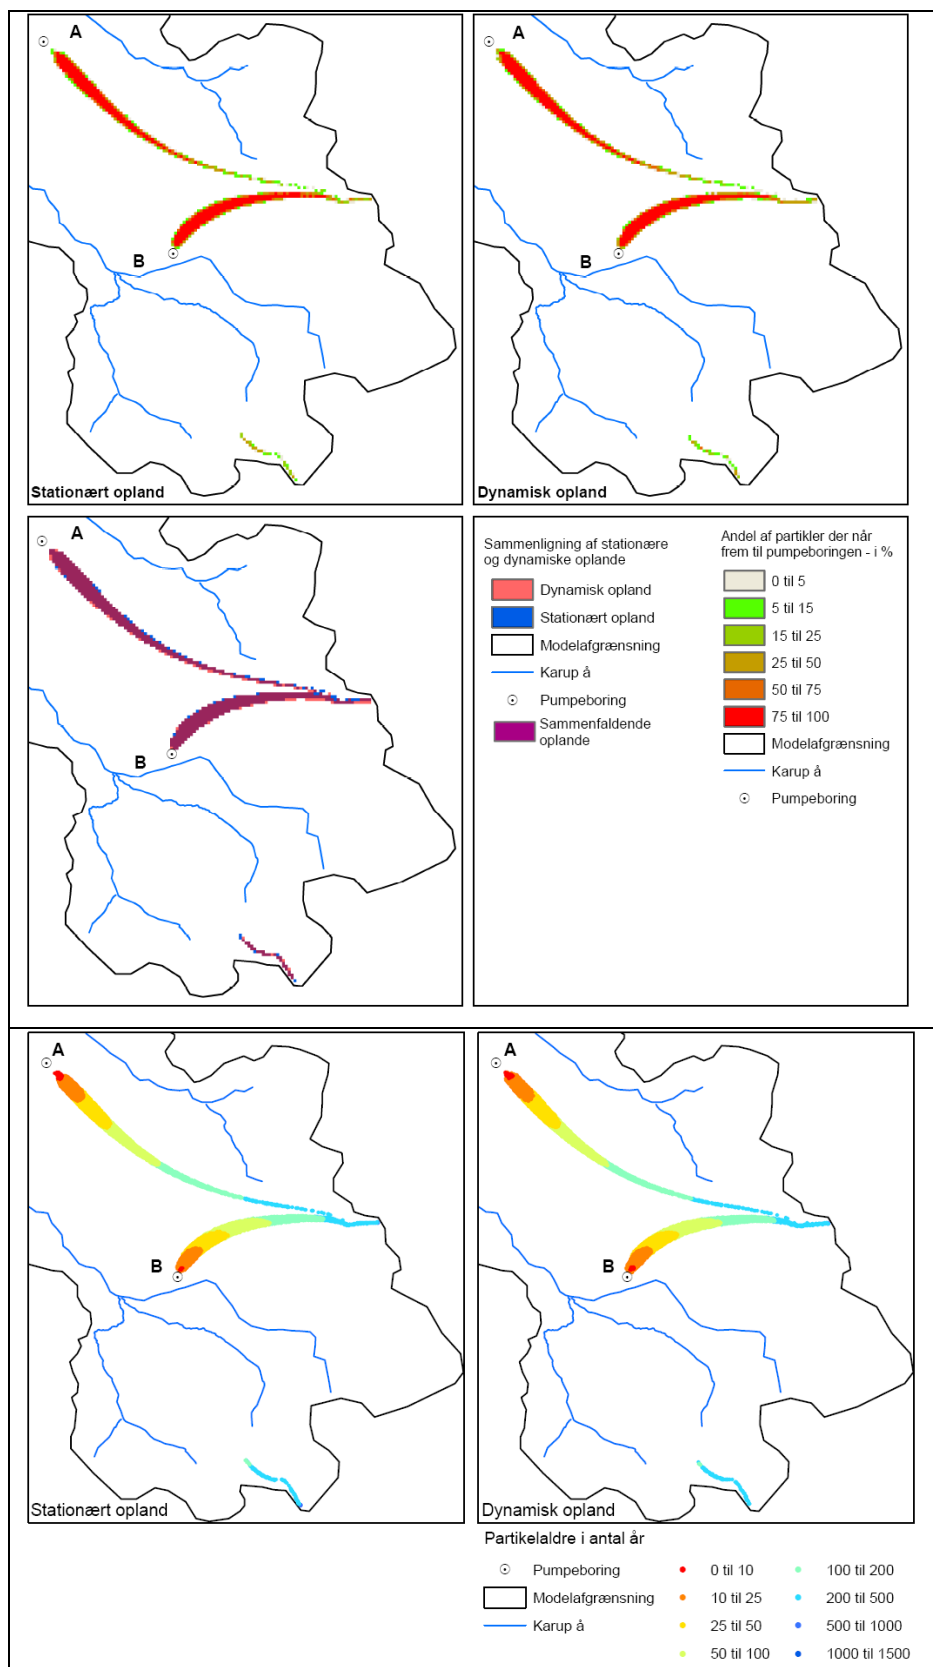 A
B
Stationært opland
A
B
Dynamisk opland
A
B
Sammenligning af stationære
og dynamiske oplande
Dynamisk opland
Stationært opland
Modelafgrænsning
Karup å
Pumpeboring
Sammenfaldende
oplande
Andel af partikler der når
frem til pumpeboringen - i %
0 til 5
5 til 15
15 til 25
25 til 50
50 til 75
75 til 100
Modelafgrænsning
Karup å
Pumpeboring
A
B
Stationært opland
A
B
Dynamisk opland
Partikelaldre i antal år
Pumpeboring
Modelafgrænsning
Karup å
0 til 10
10 til 25
25 til 50
50 til 100
100 til 200
200 til 500
500 til 1000
1000 til 1500